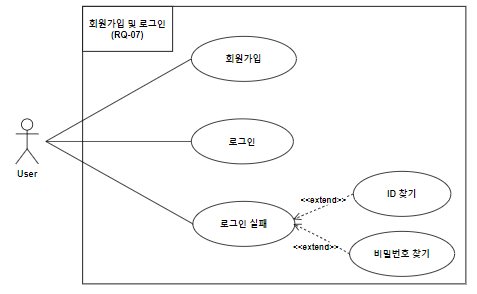 회원가입 및 로그인
(RQ-07)
회원가입
로그인
User
ID 찾기
<<extend>>
로그인 실패
<<extend>>
비밀번호 찾기